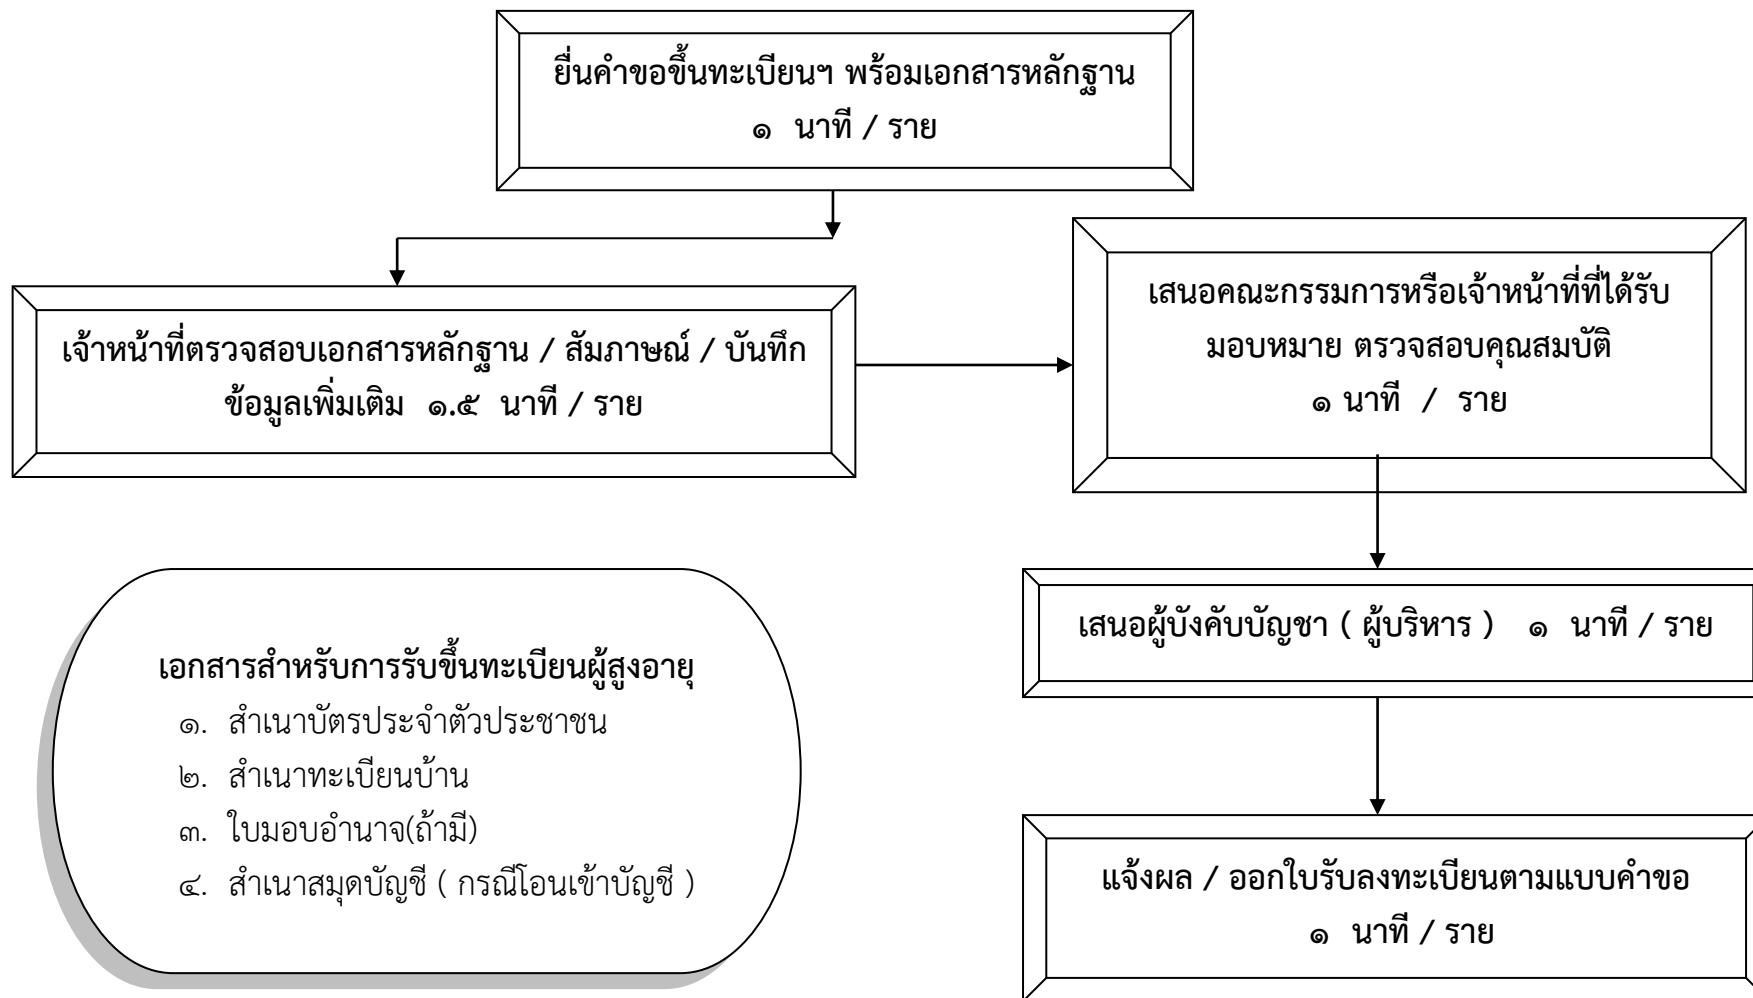 ยื่นคำขอขึ้นทะเบียนฯ พร้อมเอกสารหลักฐาน
๑ นาที / ราย
เจ้าหน้าที่ตรวจสอบเอกสารหลักฐาน / สัมภาษณ์ / บันทึก
ข้อมูลเพิ่มเติม ๑.๕ นาที / ราย
เสนอคณะกรรมการหรือเจ้าหน้าที่ที่ได้รับ
มอบหมาย ตรวจสอบคุณสมบัติ
๑ นาที / ราย
เสนอผู้บังคับบัญชา ( ผู้บริหาร ) ๑ นาที / ราย
แจ้งผล / ออกใบรับลงทะเบียนตามแบบคำขอ
๑ นาที / ราย
เอกสารสำหรับการรับขึ้นทะเบียนผู้สูงอายุ
๑. สำเนาบัตรประจำตัวประชาชน
๒. สำเนาทะเบียนบ้าน
๓. ใบมอบอำนาจ(ถ้ามี)
๔. สำเนาสมุดบัญชี ( กรณีโอนเข้าบัญชี )